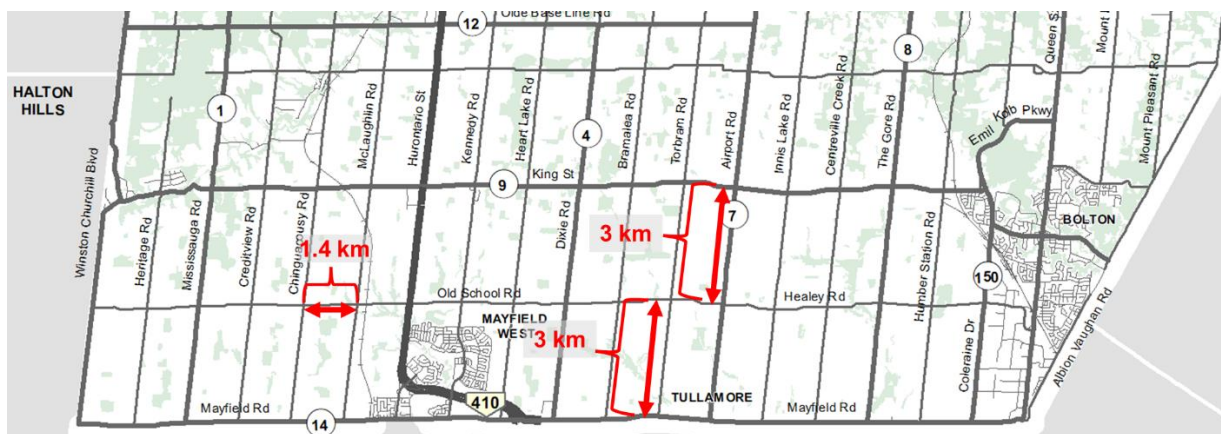 12
Olde Base Line Rd
Queen S
Mount
8
HALTON
HILLS
1
McLaughlin Rd
Hurontario St
Kennedy Rd
Heart Lake Rd
4
Bramalea Rd
Torbram Rd
Airport Rd
Innis Lake Rd
Centreville Creek Rd
The Gore Rd
Emil Kolb Pkwy
Mount Pleasant Rd
Winston Churchill Blvd
Heritage Rd
Mississauga Rd
Creditview Rd
Chinguacousy Rd
9
King St
Dixie Rd
7
BOLTON
3 km
1.4 km
Humber Station Rd
150
Old School Rd
Healey Rd
MAYFIELD
WEST
3 km
Coleraine Dr
Albion Vaughan Rd
410
TULLAMORE
Mayfield Rd
Mayfield Rd
14